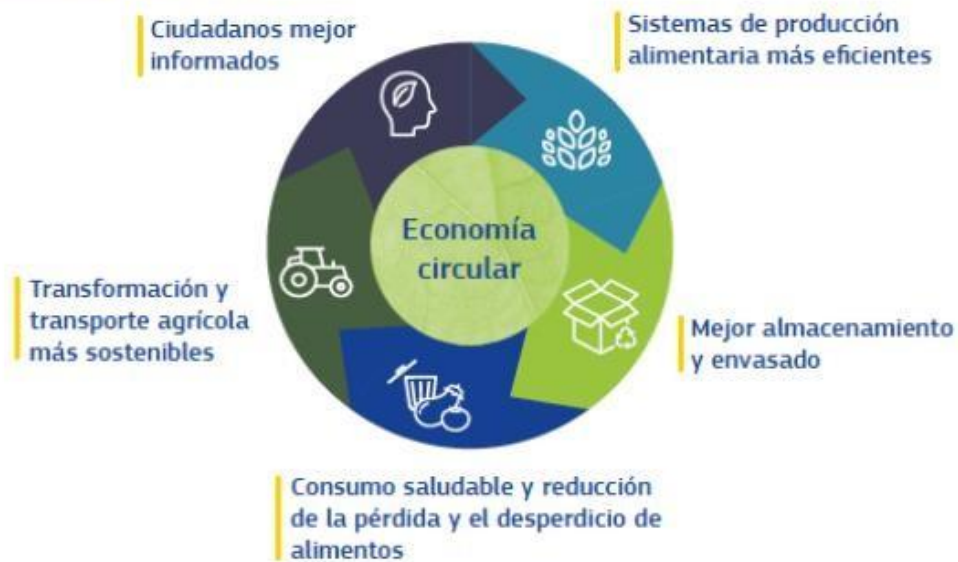 Ciudadanos mejor
informados
Sistemas de producción
alimentaria más eficientes
Economía
circular
Transformación y
transporte agrícola
más sostenibles
Mejor almacenamiento
y envasado
Consumo saludable y reducción
de la pérdida y el desperdicio de
alimentos